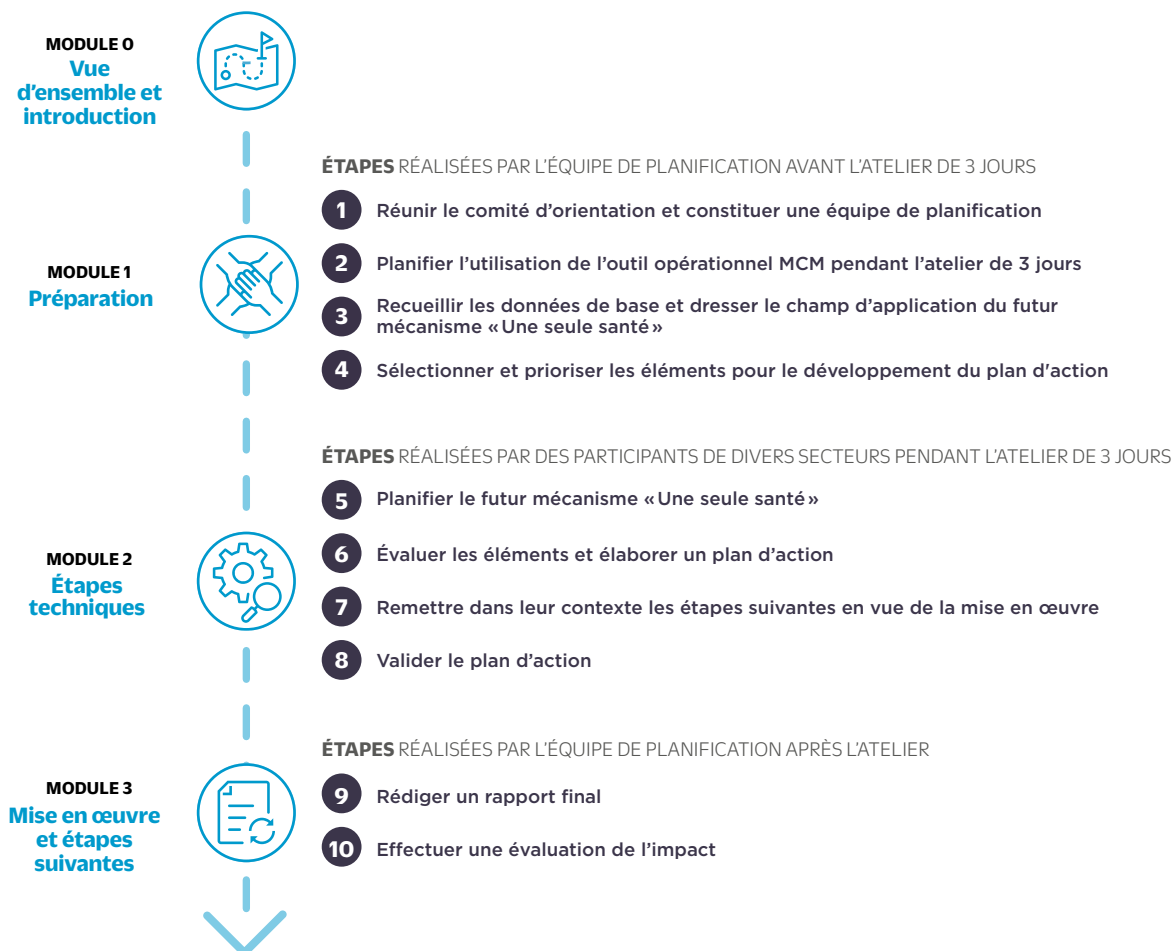 MODULE 0
Vue
d'ensemble et
introduction
ÉTAPES RÉALISÉES PAR L'ÉQUIPE DE PLANIFICATION AVANT L'ATELIER DE 3 JOURS
1 Réunir le comité d'orientation et constituer une équipe de planification
MODULE 1
Préparation
2 Planifier l'utilisation de l'outil opérationnel MCM pendant l'atelier de 3 jours
3 Recueillir les données de base et dresser le champ d'application du futur
mécanisme « Une seule santé »
4 Sélectionner et prioriser les éléments pour le développement du plan d'action
ÉTAPES RÉALISÉES PAR DES PARTICIPANTS DE DIVERS SECTEURS PENDANT L'ATELIER DE 3 JOURS
5 Planifier le futur mécanisme « Une seule santé »
MODULE 2
Étapes
techniques
6 Évaluer les éléments et élaborer un plan d'action
7 Remettre dans leur contexte les étapes suivantes en vue de la mise en œuvre
8 Valider le plan d'action
ÉTAPES RÉALISÉES PAR L'ÉQUIPE DE PLANIFICATION APRÈS L'ATELIER
MODULE 3
Mise en œuvre
et étapes
suivantes
9 Rédiger un rapport final
10 Effectuer une évaluation de l'impact